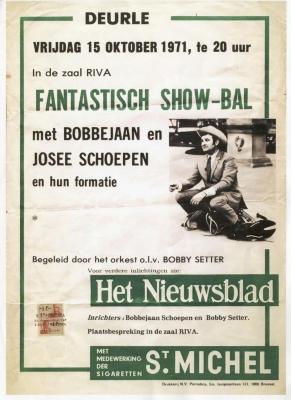 DEURLE
VRIJDAG 15 OKTOBER 1971, te 20 uur
In de zaal RIVA
FANTASTISCH SHOW-BAL
met BOBBEJAAN en
JOSEE SCHOEPEN
en hun formatie
Begeleid door het orkest o.l.v. BOBBY SETTER
Voor verdere inlichtingen zie:
Het Nieuwsblad
Inrichters : Bobbejaan Schoepen en Bobby Setter.
Plaatsbespreking in de zaal RIVA.
MET
MEDEWERKING
DER
SIGARETTEN
ST. MICHEL